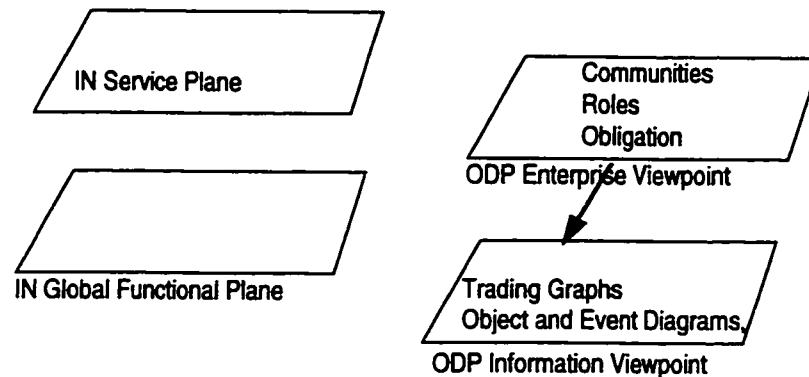 IN Service Plane
Communities
Roles
Obligation
ODP Enterprise Viewpoint
IN Global Functional Plane
Trading Graphs
Object and Event Diagrams,
ODP Information Viewpoint